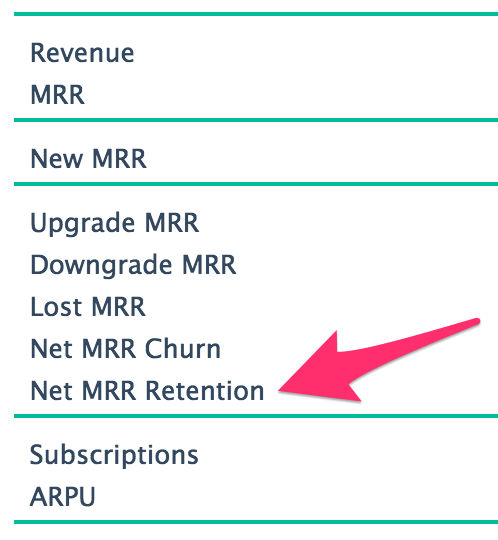 Revenue
MRR
New MRR
Upgrade MRR
Downgrade MRR
Lost MRR
Net MRR Churn
Net MRR Retention
Subscriptions
ARPU